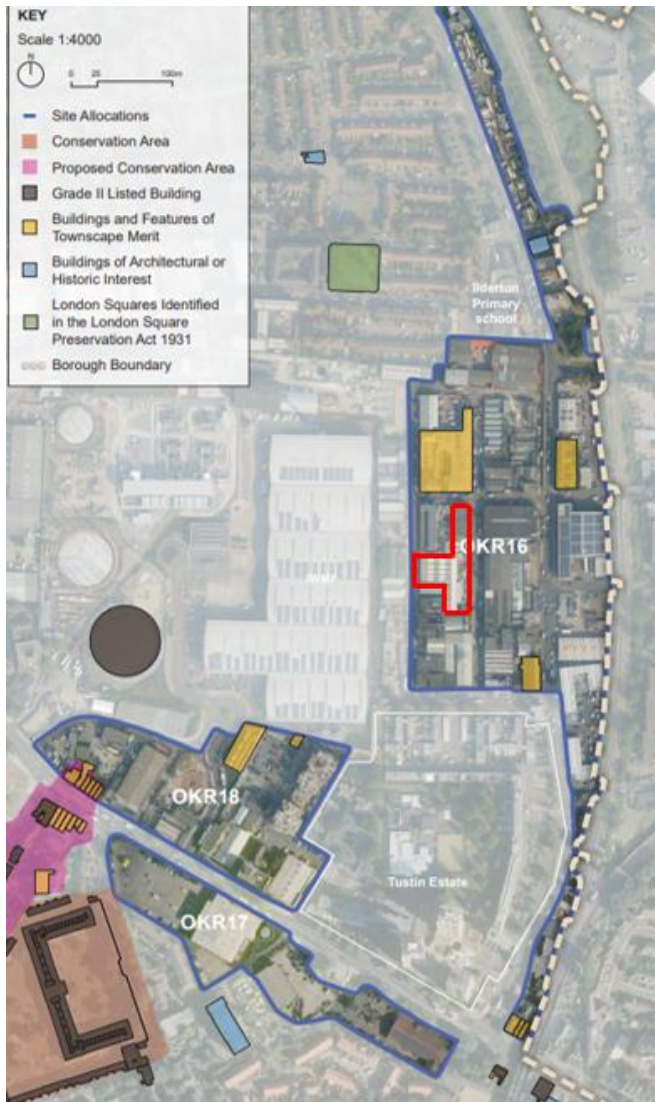 KEY
Scale 1:4000
N
0 25 100m
Site Allocations
Conservation Area
Proposed Conservation Area
Grade II Listed Building
Buildings and Features of
Townscape Merit
Buildings of Architectural or
Historic Interest
London Squares Identified
in the London Square
Preservation Act 1931
Borough Boundary
Ilderton
Primary
school
OKR16
OKR18
Tustin Estate
OKR17